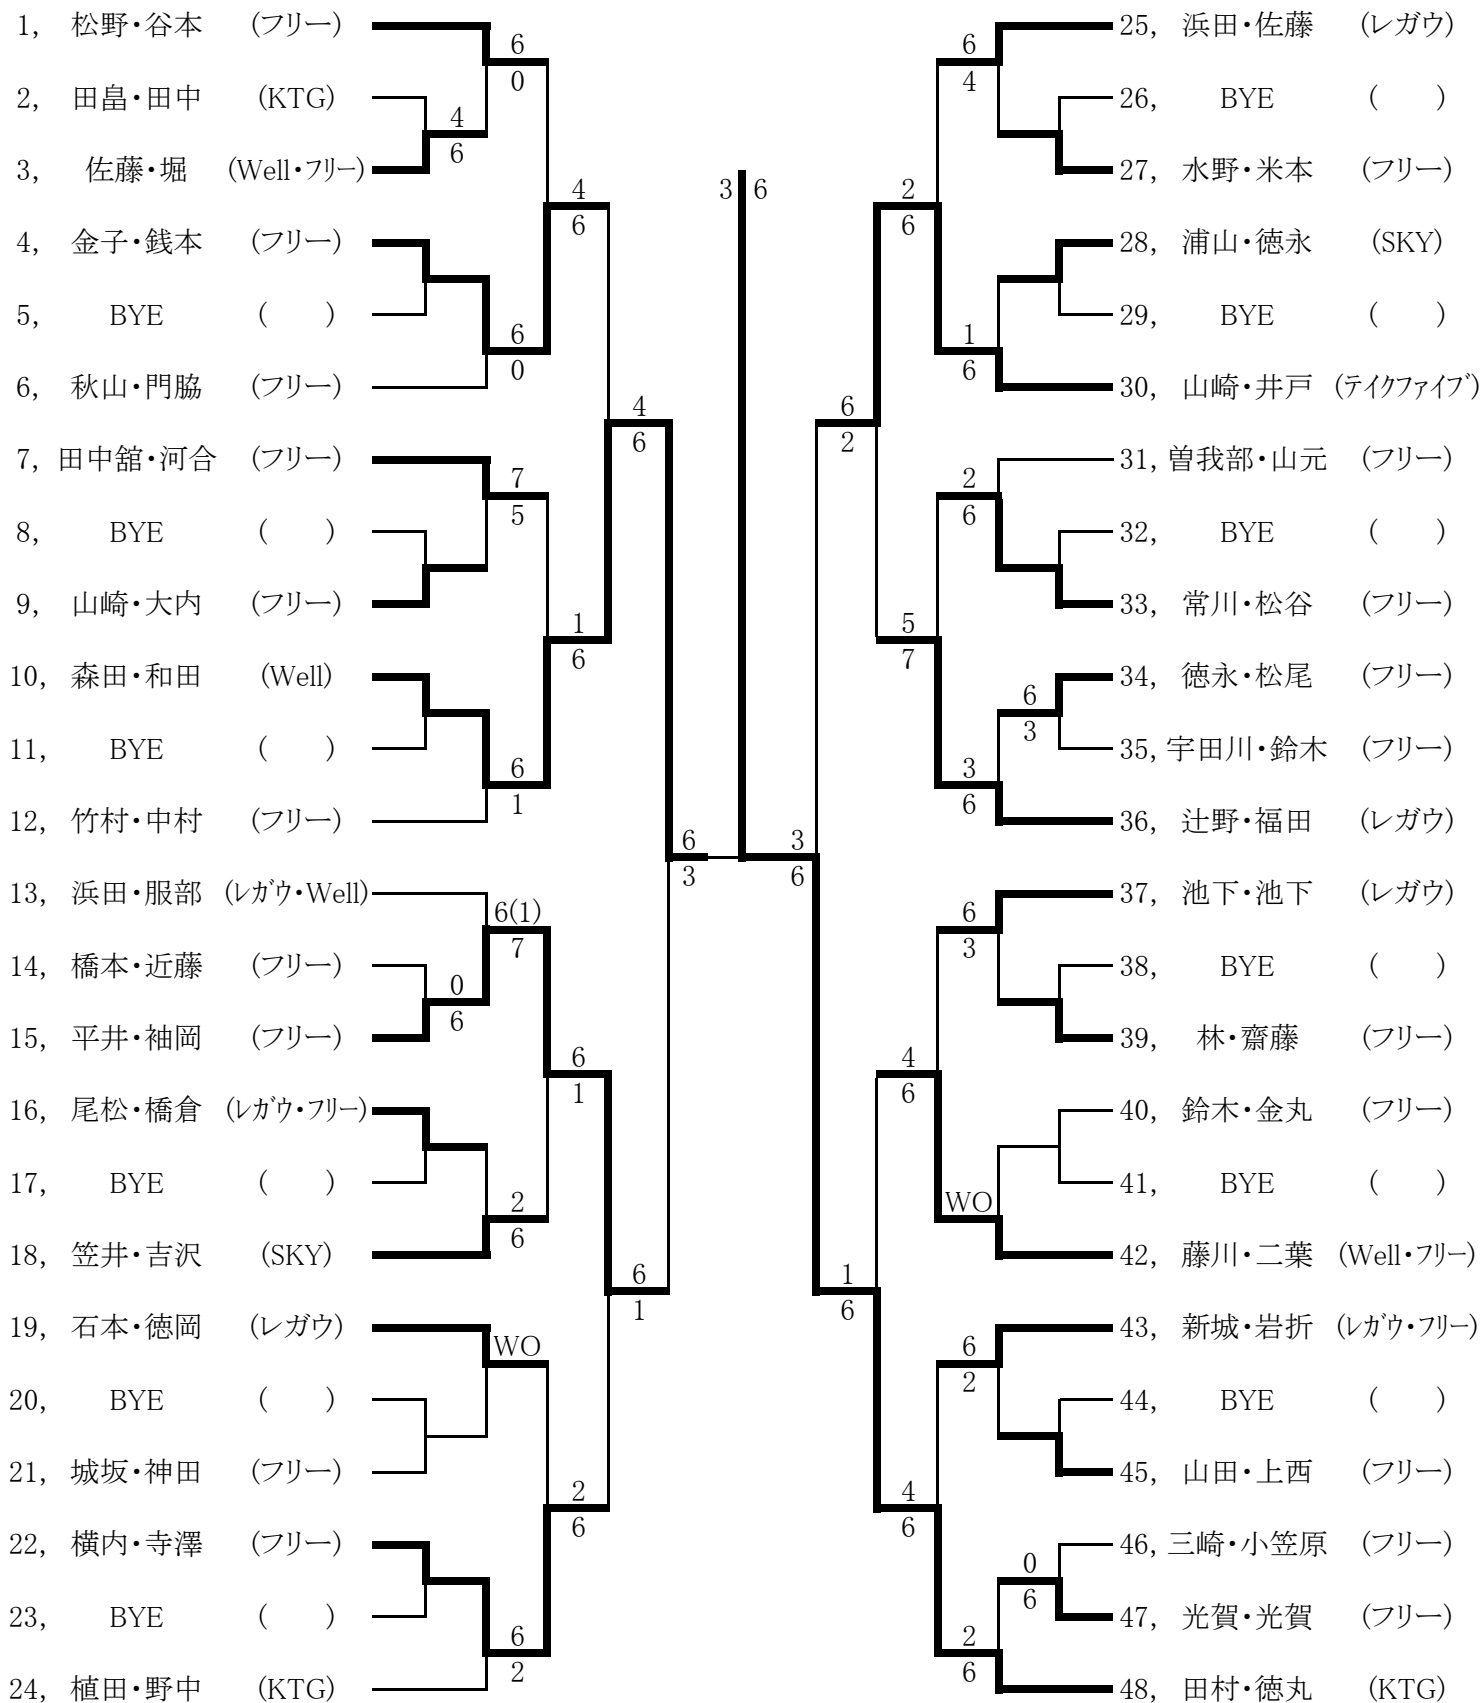 1, 松野・谷本 (フリー)
6
0
2, 田畠・田中 (KTG)
4
6
3, 佐藤・堀 (Well・フリー)
4
6
4, 金子・銭本 (フリー)
5, BYE ( )
6
0
6, 秋山・門脇 (フリー)
4
6
7, 田中舘・河合 (フリー)
7
5
8, BYE ( )
9, 山崎・大内 (フリー)
1
6
10, 森田・和田 (Well)
11, BYE ( )
6
1
12, 竹村・中村 (フリー)
6
3
13, 浜田・服部 (レガウ・Well)
6(1)
7
14, 橋本・近藤 (フリー)
0
6
15, 平井・袖岡 (フリー)
6
1
16, 尾松・橋倉 (レガウ・フリー)
17, BYE ( )
2
6
18, 笠井・吉沢 (SKY)
6
1
19, 石本・徳岡 (レガウ)
WO
20, BYE ( )
21, 城坂・神田 (フリー)
2
6
22, 横内・寺澤 (フリー)
23, BYE ( )
6
2
24, 植田・野中 (KTG)
3 6
25, 浜田・佐藤 (レガウ)
6
4
26, BYE ( )
27, 水野・米本 (フリー)
2
6
28, 浦山・徳永 (SKY)
29, BYE ( )
1
6
30, 山崎・井戸 (テイクファイブ)
6
2
31, 曽我部・山元 (フリー)
2
6
32, BYE ( )
33, 常川・松谷 (フリー)
5
7
34, 徳永・松尾 (フリー)
6
3
35, 宇田川・鈴木 (フリー)
3
6
36, 辻野・福田 (レガウ)
3
6
37, 池下・池下 (レガウ)
6
3
38, BYE ( )
39, 林・齋藤 (フリー)
4
6
40, 鈴木・金丸 (フリー)
41, BYE ( )
WO
42, 藤川・二葉 (Well・フリー)
1
6
43, 新城・岩折 (レガウ・フリー)
6
2
44, BYE ( )
45, 山田・上西 (フリー)
4
6
46, 三崎・小笠原 (フリー)
0
6
47, 光賀・光賀 (フリー)
2
6
48, 田村・徳丸 (KTG)